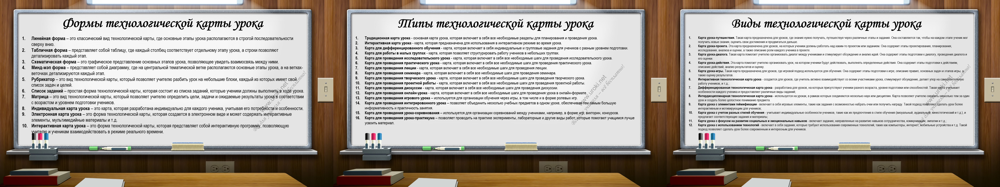 Формы технологической карты урока
1. Линейная форма – это классический вид технологической карты, где основные этапы урока располагаются в строгой последовательности
сверху вниз.
2. Табличная форма – представляет собой таблицу, где каждый столбец соответствует отдельному этапу урока, а строки позволяют
детализировать каждый этап.
3. Схематическая форма – это графическое представление основных этапов урока, позволяющее увидеть взаимосвязь между ними.
4. Минд-мэп форма – представляет собой диаграмму, где на центральной тематической ветке располагаются основные этапы урока, а на ветках-
веточках детализируются каждый этап.
5. Рубрикатор – это вид технологической карты, который позволяет учителю разбить урок на небольшие блоки, каждый из которых имеет свой
список задач и целей.
6. Список заданий – простая форма технологической карты, которая состоит из списка заданий, которые ученики должны выполнить в ходе урока.
7. Матрица – это вид технологической карты, который позволяет учителю определить цели, задачи и ожидаемые результаты урока в соответствии
с возрастом и уровнем подготовки учеников.
8. Индивидуальная карта урока – это карта, которая разработана индивидуально для каждого ученика, учитывая его потребности и особенности.
9. Электронная карта урока – это форма технологической карты, которая создается в электронном виде и может содержать интерактивные
элементы, мультимедийные материалы и т.д.
10. Интерактивная карта урока – это форма технологической карты, которая представляет собой интерактивную программу, позволяющую
учителю и ученикам взаимодействовать в режиме реального времени.
www.uroki.net
Всё для учителя – всё бесплатно!
Типы технологической карты урока
1. Традиционная карта урока - основная карта урока, которая включает в себя все необходимые разделы для планирования и проведения урока.
2. Интерактивная карта урока - карта, которая предназначена для использования в интерактивном режиме во время урока.
3. Карта для дифференцированного обучения - карта, которая включает в себя индивидуальные и групповые задания для учеников с разным уровнем подготовки.
4. Карта для работы в малых группах - карта, которая позволяет структурировать работу учеников в небольших группах.
5. Карта для проведения исследовательского урока - карта, которая включает в себя все необходимые шаги для проведения исследовательского урока.
6. Карта для проведения практического урока - карта, которая включает в себя все необходимые шаги для проведения практического урока.
7. Карта для проведения лекции - карта, которая включает в себя все необходимые шаги для проведения лекции.
8. Карта для проведения семинара - карта, которая включает в себя все необходимые шаги для проведения семинара.
9. Карта для проведения творческого урока - карта, которая включает в себя все необходимые шаги для проведения творческого урока.
10. Карта для проведения проектной работы - карта, которая включает в себя все необходимые шаги для проведения проектной работы.
11. Карта для проведения дискуссии - карта, которая включает в себя все необходимые шаги для проведения дискуссии.
12. Карта для проведения онлайн-урока - карта, которая включает в себя все необходимые шаги для проведения урока в онлайн-формате.
13. Карта для проведения игрового урока – используется для организации обучения через игры, в том числе и в форме ролевых игр.
14. Карта для проведения интегрированного урока – позволяет объединить несколько учебных предметов в одном уроке, обеспечивая тем самым большую
информативность и практичность занятия.
15. Карта для проведения урока-соревнования – используется для организации соревнований между учениками, например, в форме игр, викторин, конкурсов.
16. Карта для проведения урока-практикума – позволяет проводить на практике эксперименты, лабораторные и другие виды работ, которые помогают учащимся лучше
усвоить материал.
www.uroki.net
Всё для учителя – всё бесплатно!
Виды технологической карты урока
1. Карта урока-путешествия. Такая карта предназначена для уроков, где знания нужно получать, путешествуя через различные этапы и задания. Она составляется так, чтобы на каждом этапе ученик мог
получить новые знания, оценить свои достижения и продвигаться дальше.
2. Карта урока-проекта. Эта карта предназначена для уроков, на которых ученики должны работать над каким-то проектом или заданием. Она содержит этапы проектирования, планирования,
исследования, анализа и оценки, а также описание роли каждого ученика в проекте.
3. Карта урока-диалога. Такая карта помогает учителю организовать диалог между учениками и стимулирует обсуждение и анализ идей. Она содержит этапы подготовки к диалогу, проведения диалога и
его оценки.
4. Карта урока-действия. Эта карта помогает учителю организовать урок, на котором ученики будут действовать, выполнять определенные действия. Она содержит этапы подготовки к действиям,
описание действий, анализ результатов и оценку.
5. Карта урока-игры. Такая карта предназначена для уроков, где игровой подход используется для обучения. Она содержит этапы подготовки к игре, описание правил, основных задач и этапов игры, а
также оценку результатов.
6. Интерактивная технологическая карта урока - создается для уроков, где учитель активно взаимодействует со всеми участниками урока, стимулирует обсуждение, делает упор на самостоятельную
работу учеников, и т.д.;
7. Дифференцированная технологическая карта урока - разработана для уроков, на которых присутствуют ученики разного возраста, уровня подготовки или способностей. Такая карта учитывает
особенности каждого ученика и предоставляет различные виды заданий;
8. Интердисциплинарная технологическая карта урока - используется на уроках, в рамках которых соединяются несколько наук или дисциплин. Карта позволяет учителю охватить несколько тем за один
урок и создать более целостное понимание предмета.
9. Карта урока с элементами геймификации - включает в себя игровые элементы, такие как задания с возможностью набрать очки или получить награду. Такой подход позволяет сделать урок более
интерактивным и мотивирующим для учеников;
10. Карта урока с учетом разных стилей обучения - учитывает индивидуальные особенности учеников, такие как их предпочтения в стиле обучения (визуальный, аудиальный, кинестетический и т.д.), и
предлагает соответствующие задания и материалы;
11. Карта урока с фокусом на развитие социальных и эмоциональных навыков - включает задания, направленные на развитие навыков сотрудничества, коммуникации, эмпатии и т.д.;
12. Карта урока с использованием технологий - включает в себя задания, которые требуют использования современных технологий, таких как компьютеры, интернет, мобильные устройства и т.д. Такой
подход позволяет сделать урок более современным и интересным для учеников.
www.uroki.net
Всё для учителя – всё бесплатно!